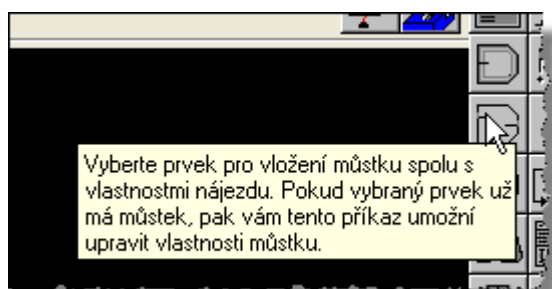 Vyberte prvek pro vložení můstku spolu s
vlastnostmi nájezdu. Pokud vybraný prvek už
má můstek, pak vám tento příkaz umožní
upravit vlastnosti můstku.